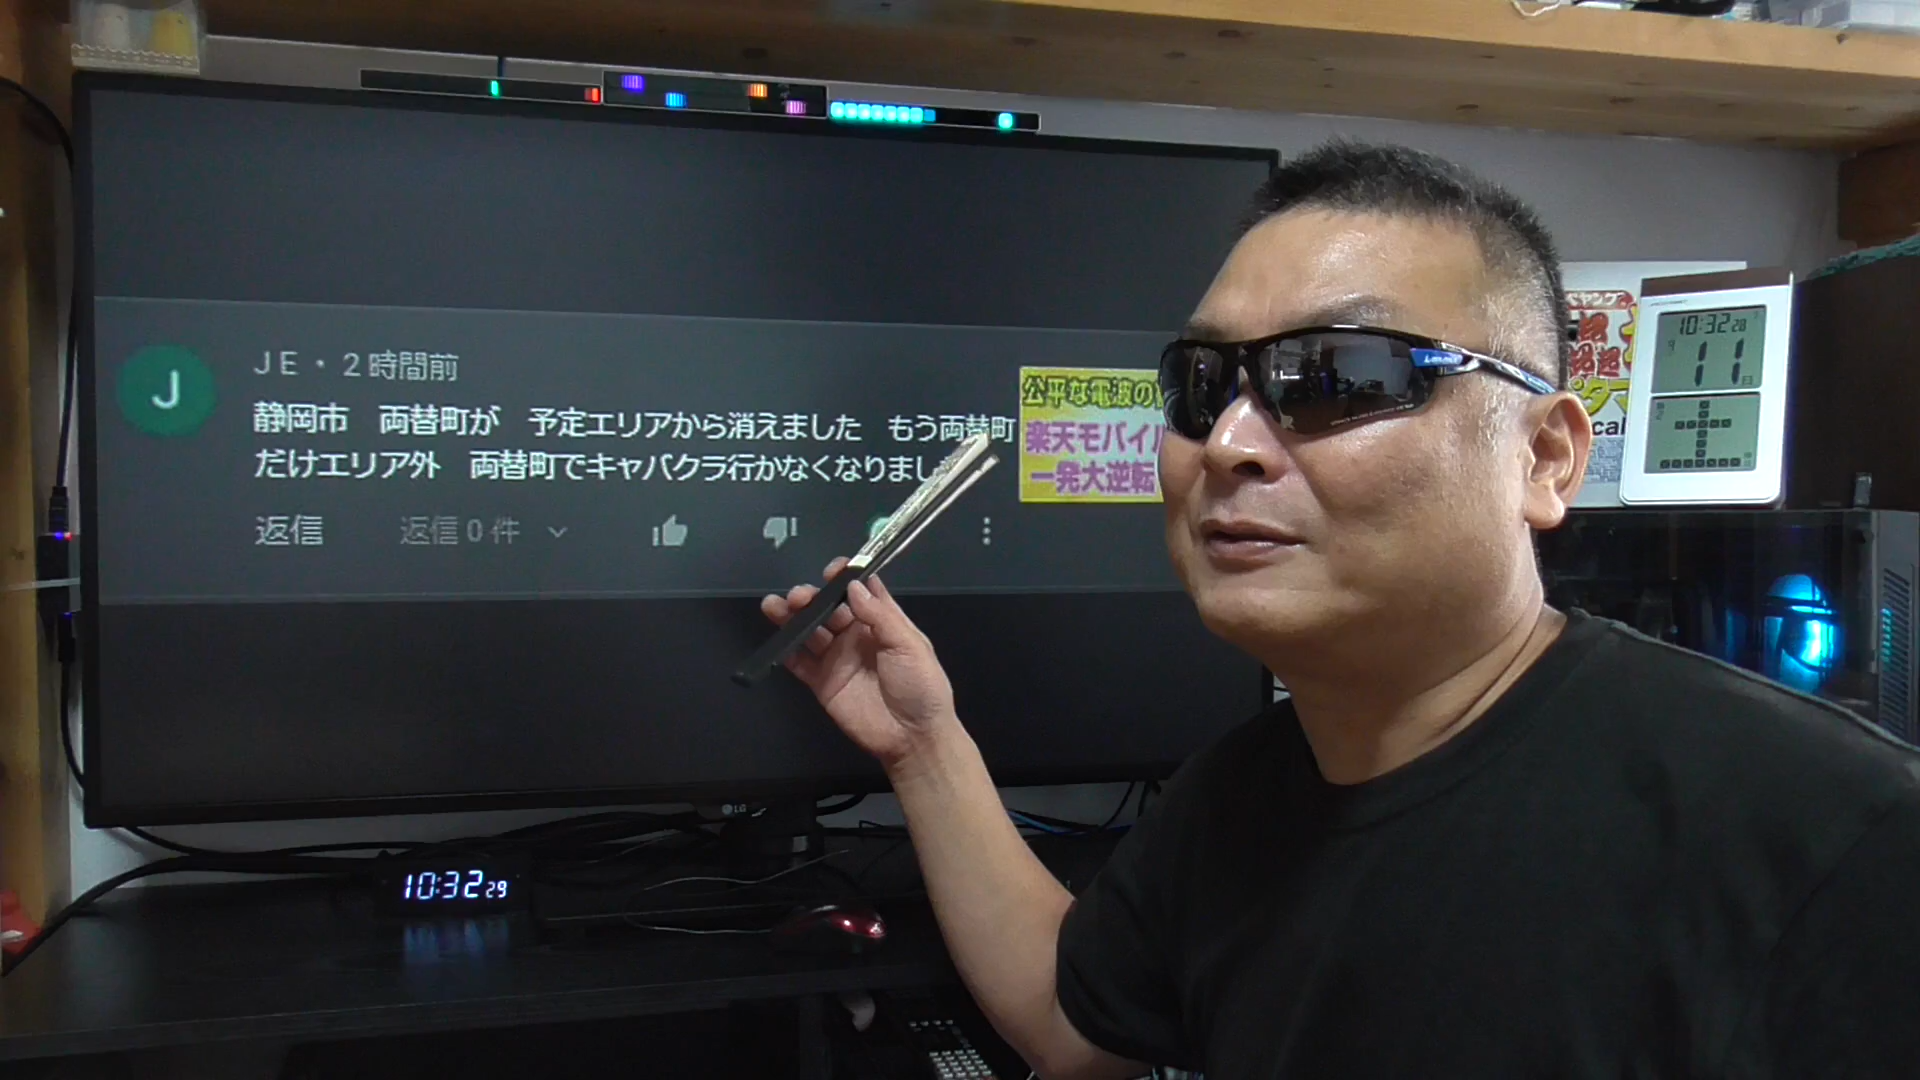 JE・2 時間前
静岡市　両替町が　予定エリアから消えました　もう両替町
だけエリア外　両替町でキャバクラ行かなくなりまし
返信
返信 0 件
J
公平な電波の
楽天モバイル
一発大逆転
LG
10:32 29
10:32 28
11